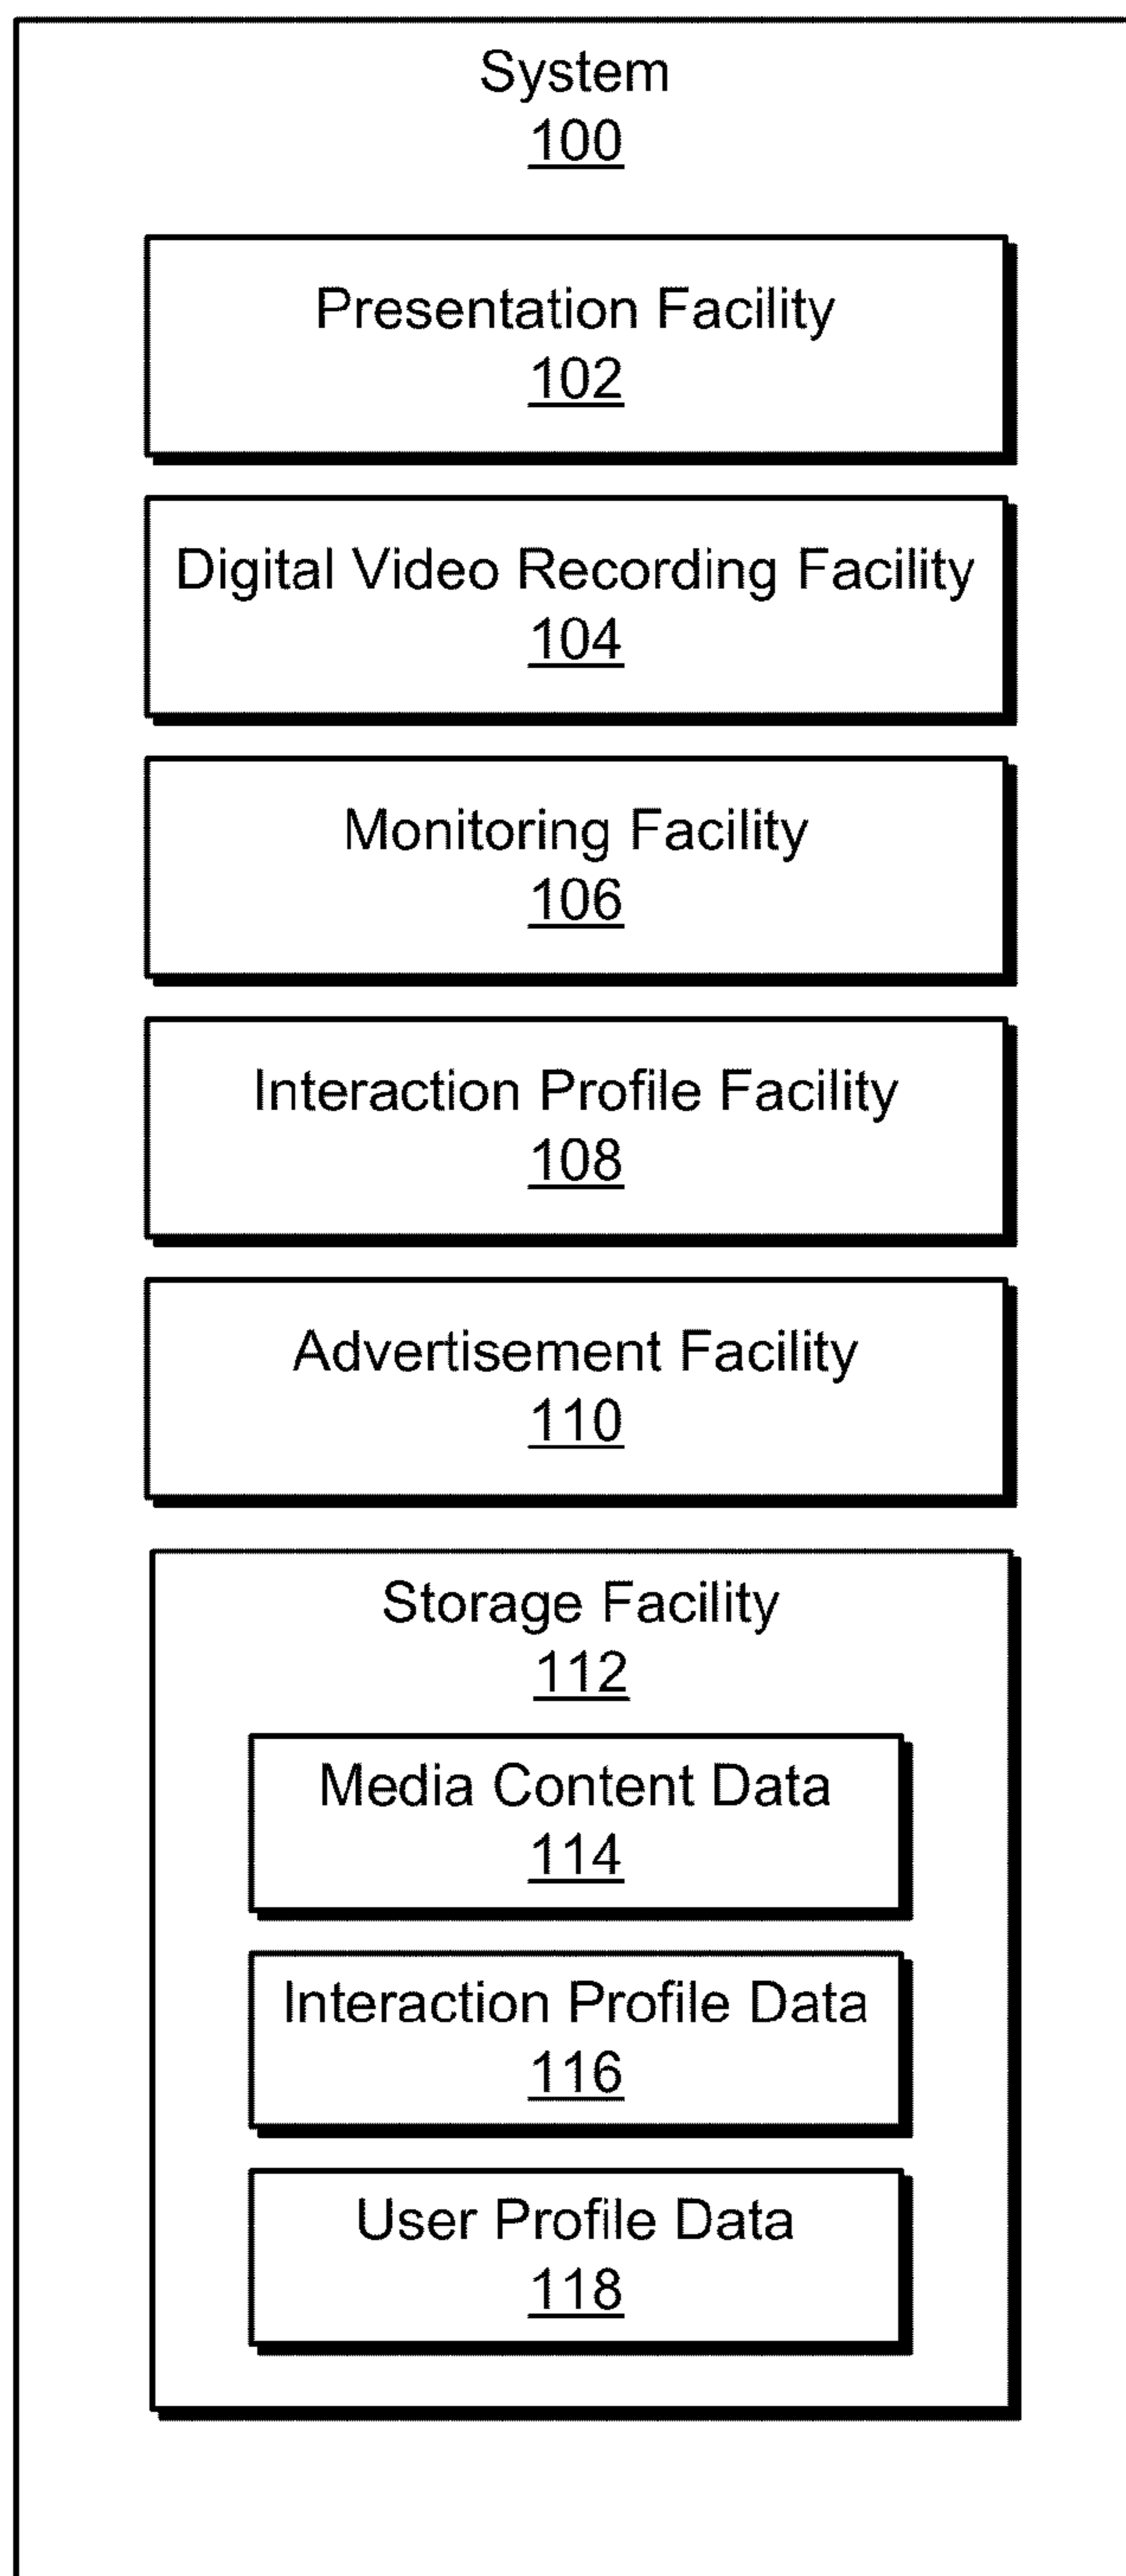 System
100
Presentation Facility
102
Digital Video Recording Facility
104
Monitoring Facility
106
Interaction Profile Facility
108
Advertisement Facility
110
Storage Facility
112
Media Content Data
114
Interaction Profile Data
116
User Profile Data
118